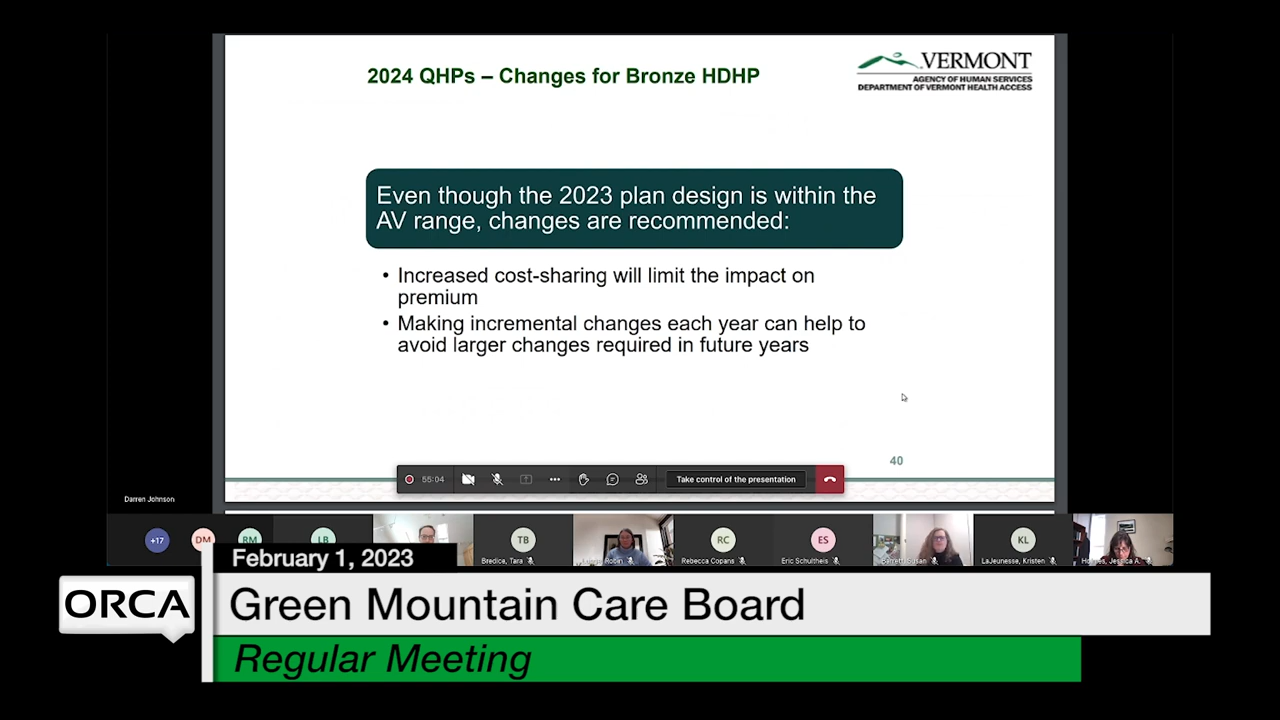 2024 QHPs – Changes for Bronze HDHP
VERMONT
AGENCY OF HUMAN SERVICES
DEPARTMENT OF VERMONT HEALTH ACCESS
Even though the 2023 plan design is within the
AV range, changes are recommended:
• Increased cost-sharing will limit the impact on
premium
• Making incremental changes each year can help to
avoid larger changes required in future years
40
55:04
Take control of the presentation
Darren Johnson
+17
DM
RM
LB
TB
RC
ES
KL
Bredice, Tara
Robin
Rebecca Copans
Eric Schultheis
Susan
LaJeunesse, Kristen
Holmes, Jessica A.
February 1, 2023
ORCA
Green Mountain Care Board
Regular Meeting